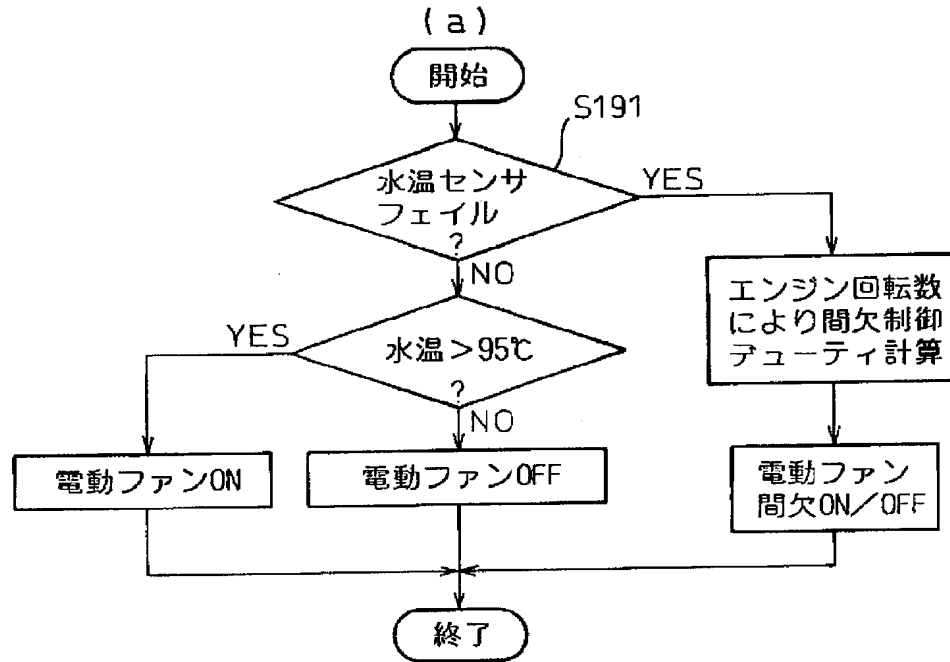 (a)
開始
S191
水温センサ
フェイル
?
YES
NO
エンジン回転数
により間欠制御
デューティ計算
YES
水温>95℃
?
NO
電動ファンON
電動ファンOFF
電動ファン
間欠ON/OFF
終了